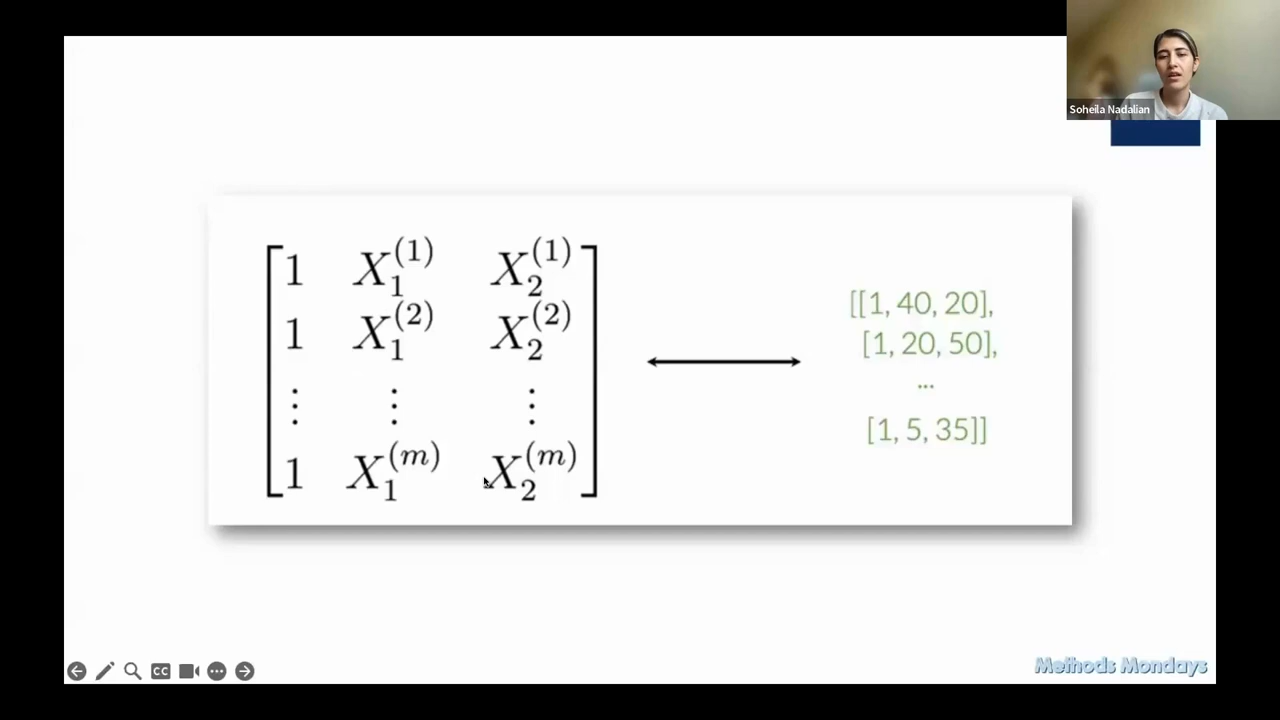 Soheila Nadalian
1 X_1^{(1)} X_2^{(1)}
1 X_1^{(2)} X_2^{(2)}
⋮ ⋮ ⋮
1 X_1^{(m)} X_2^{(m)}
[[1, 40, 20],
[1, 20, 50],
...
[1, 5, 35]]
CC
Methods Mondays